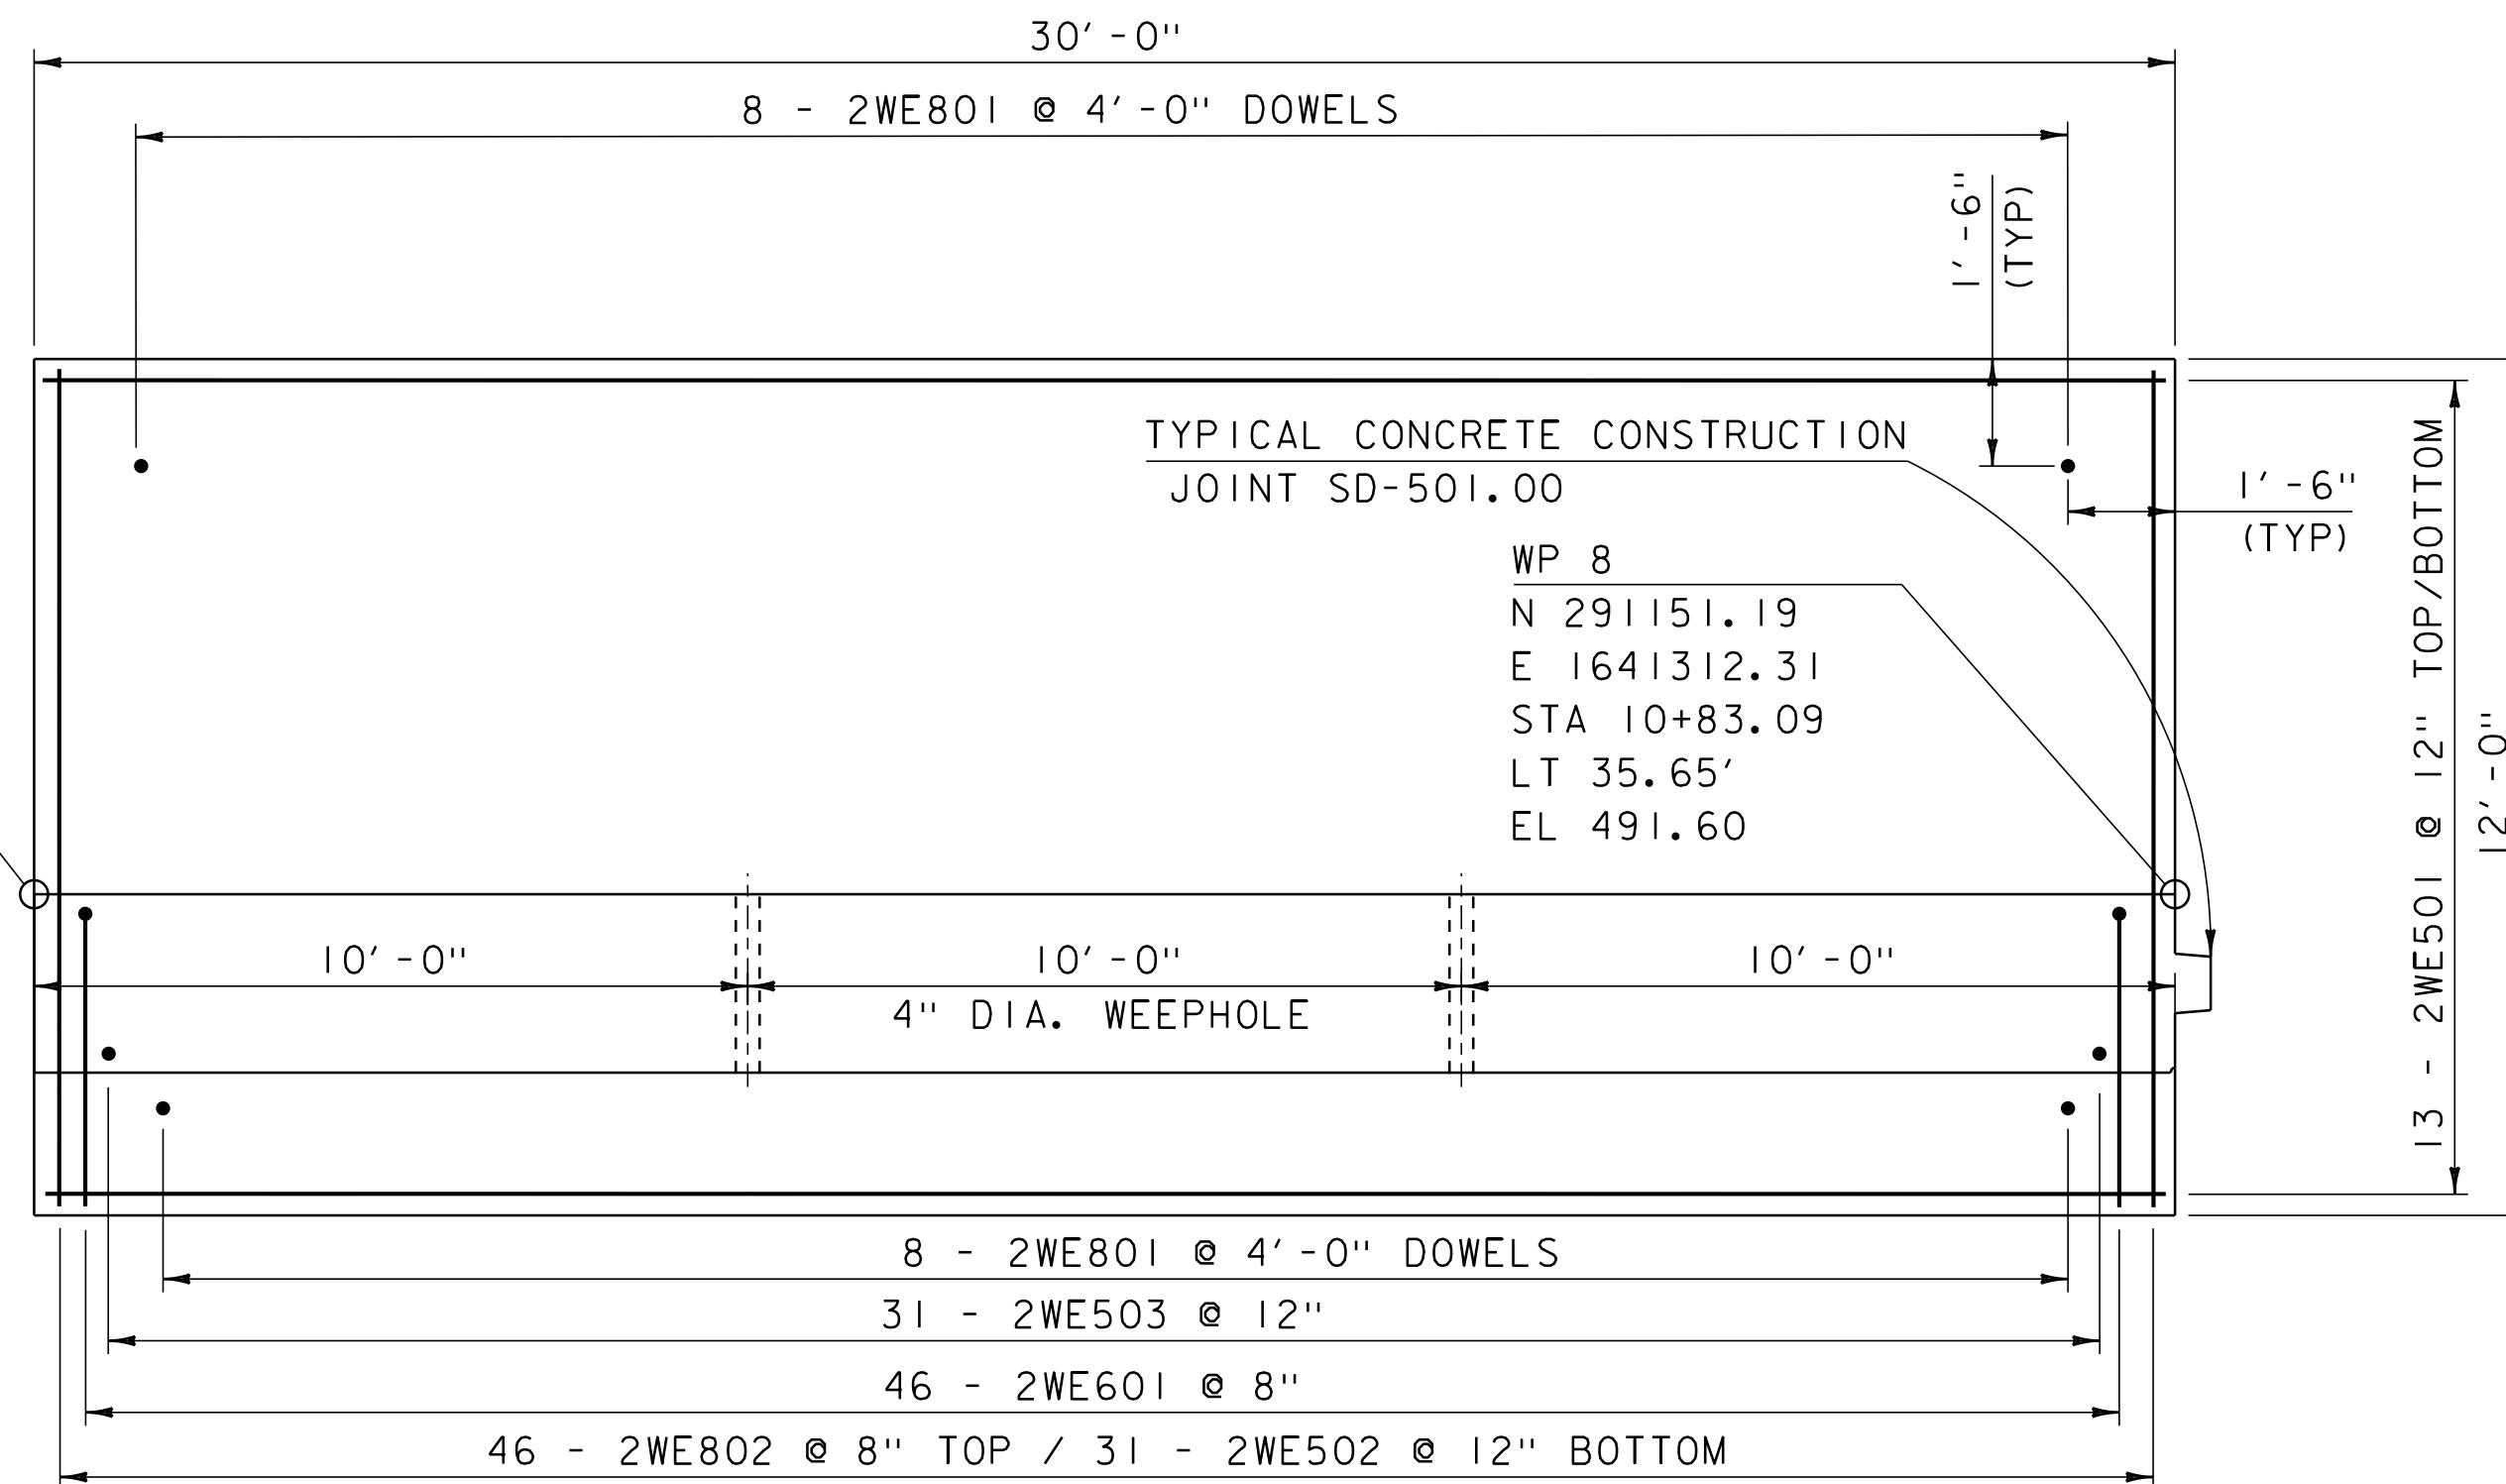 30'-0"
8 - 2WE801 @ 4'-0" DOWELS
1'-6"
(TYP)
TYPICAL CONCRETE CONSTRUCTION
JOINT SD-501.00
1'-6"
(TYP)
WP 8
N 291151.19
E 1641312.31
STA 10+83.09
LT 35.65'
EL 491.60
13 - 2WE501 @ 12" TOP/BOTTOM
12'-0"
10'-0"
10'-0"
10'-0"
4" DIA. WEEPHOLE
8 - 2WE801 @ 4'-0" DOWELS
31 - 2WE503 @ 12"
46 - 2WE601 @ 8"
46 - 2WE802 @ 8" TOP / 31 - 2WE502 @ 12" BOTTOM